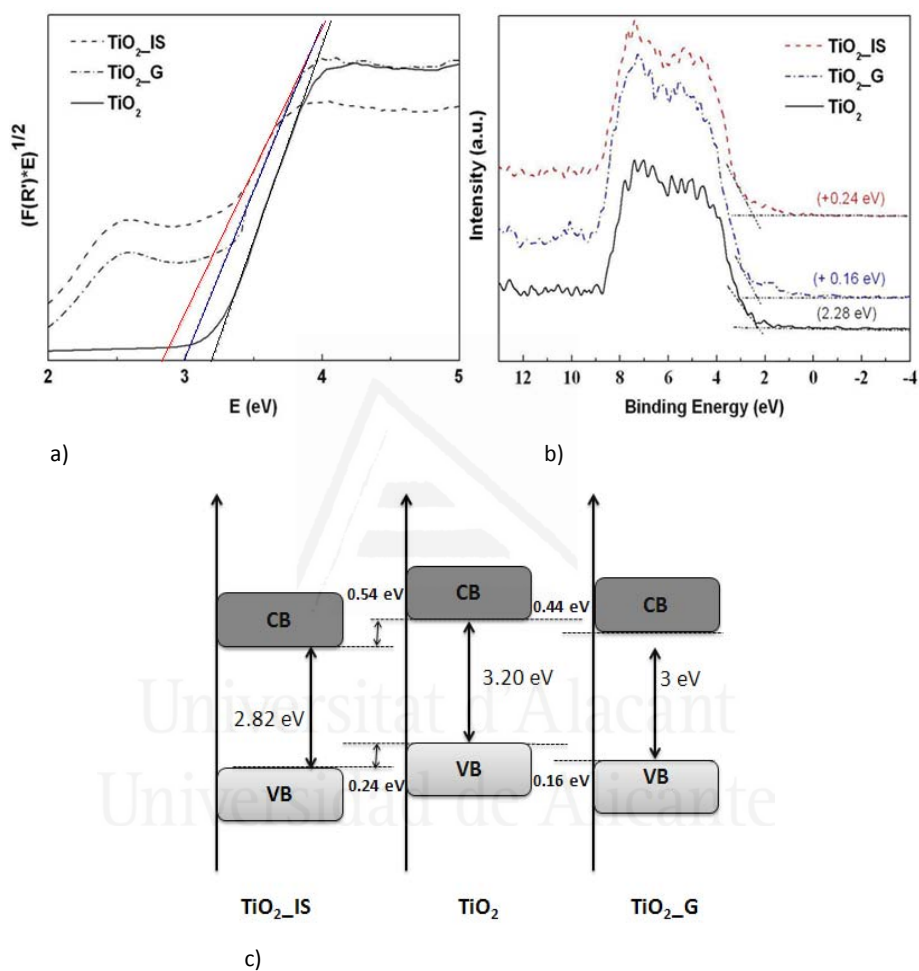 TiO₂_IS
TiO₂_G
TiO₂
(F(R')*E)^1/2
2 3 4 5
E (eV)
a)
TiO₂_IS
TiO₂_G
TiO₂
Intensity (a.u.)
(+0.24 eV)
(+ 0.16 eV)
(2.28 eV)
12 10 8 6 4 2 0 -2 -4
Binding Energy (eV)
b)
CB
0.54 eV
CB
0.44 eV
CB
2.82 eV
3.20 eV
3 eV
VB
0.24 eV
VB
0.16 eV
VB
Universitat d'Alacant
Universidad de Alicante
TiO₂_IS
TiO₂
TiO₂_G
c)